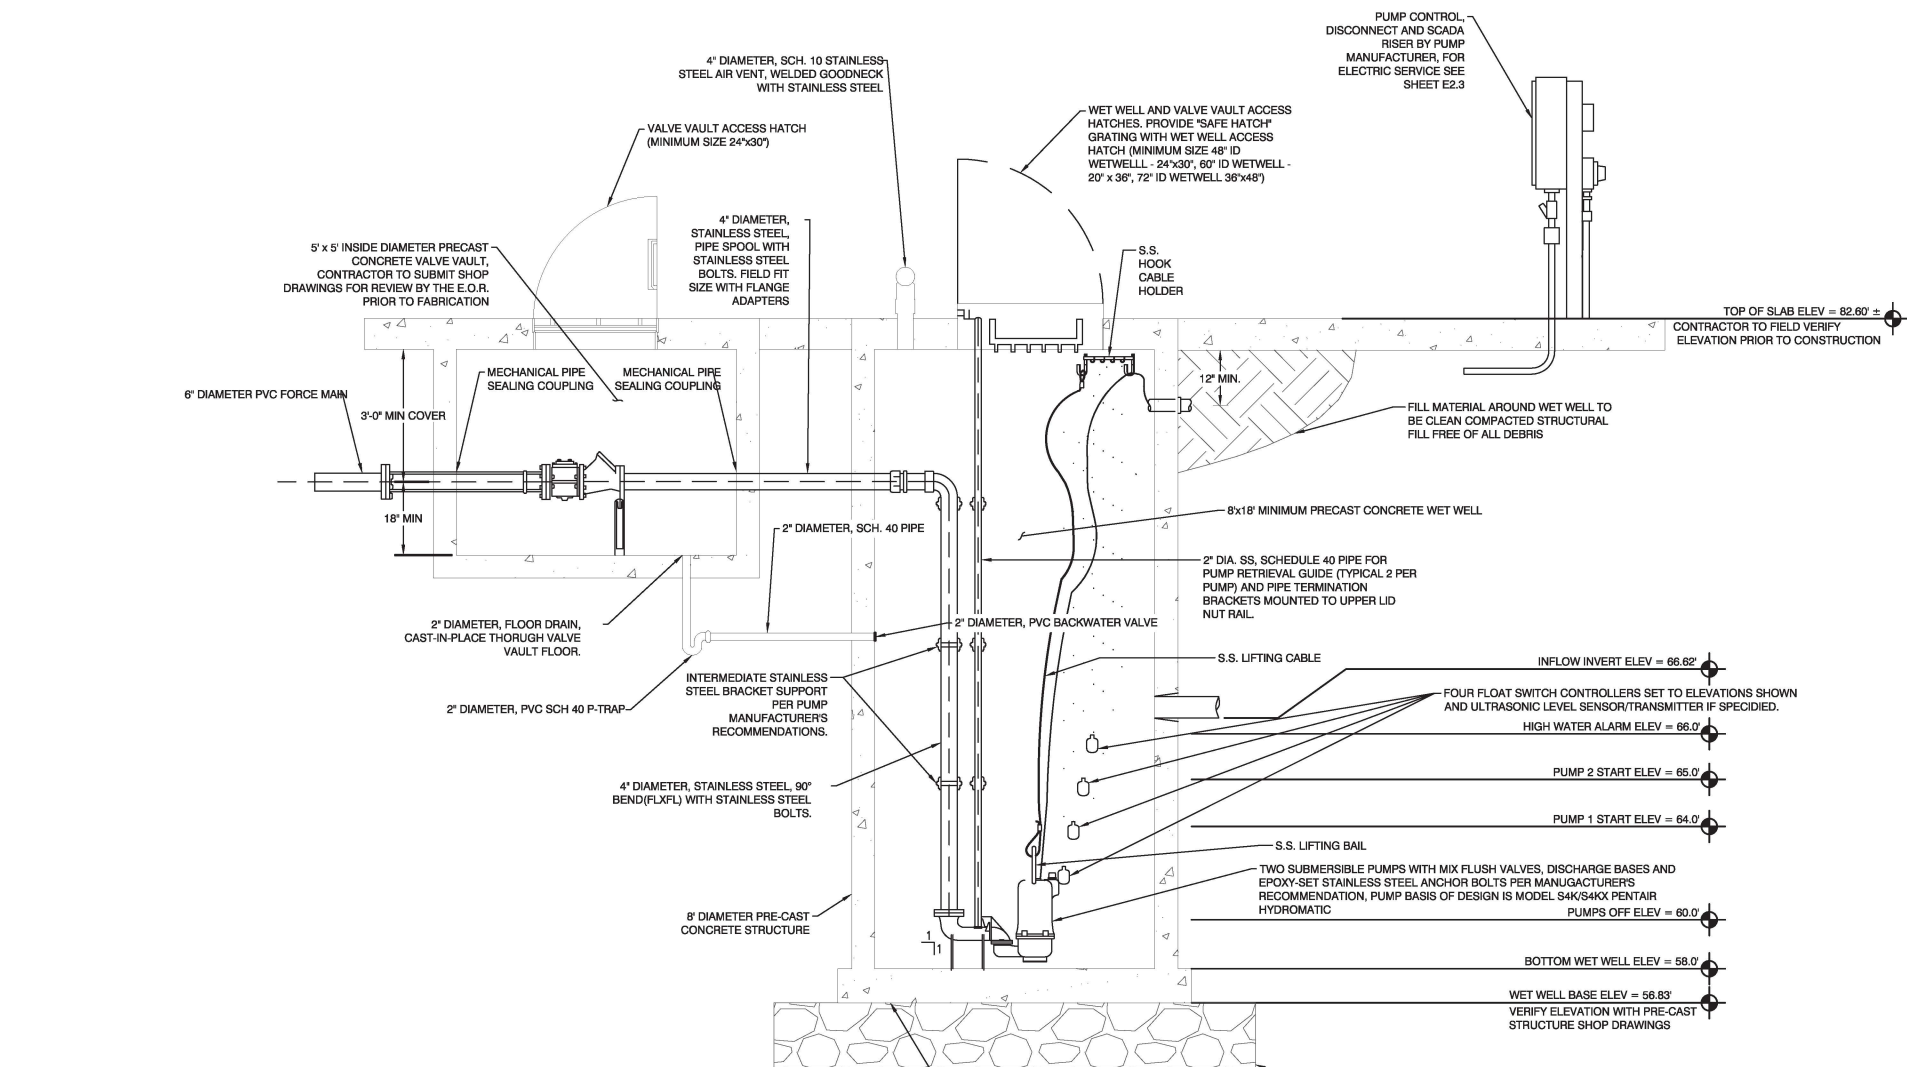 PUMP CONTROL,
DISCONNECT AND SCADA
RISER BY PUMP
MANUFACTURER, FOR
ELECTRIC SERVICE SEE
SHEET E2.3
4" DIAMETER, SCH. 10 STAINLESS
STEEL AIR VENT, WELDED GOODNECK
WITH STAINLESS STEEL
WET WELL AND VALVE VAULT ACCESS
HATCHES. PROVIDE "SAFE HATCH"
GRATING WITH WET WELL ACCESS
HATCH (MINIMUM SIZE 48" ID
WETWELLL - 24"x30", 60" ID WETWELL -
20" x 36", 72" ID WETWELL 36"x48")
VALVE VAULT ACCESS HATCH
(MINIMUM SIZE 24"x30")
4" DIAMETER,
STAINLESS STEEL,
PIPE SPOOL WITH
STAINLESS STEEL
BOLTS. FIELD FIT
SIZE WITH FLANGE
ADAPTERS
5' x 5' INSIDE DIAMETER PRECAST
CONCRETE VALVE VAULT,
CONTRACTOR TO SUBMIT SHOP
DRAWINGS FOR REVIEW BY THE E.O.R.
PRIOR TO FABRICATION
S.S.
HOOK
CABLE
HOLDER
TOP OF SLAB ELEV = 82.60' ±
CONTRACTOR TO FIELD VERIFY
ELEVATION PRIOR TO CONSTRUCTION
MECHANICAL PIPE
SEALING COUPLING
MECHANICAL PIPE
SEALING COUPLING
12" MIN.
6" DIAMETER PVC FORCE MAIN
3'-0" MIN COVER
FILL MATERIAL AROUND WET WELL TO
BE CLEAN COMPACTED STRUCTURAL
FILL FREE OF ALL DEBRIS
18" MIN
2" DIAMETER, SCH. 40 PIPE
8'x18' MINIMUM PRECAST CONCRETE WET WELL
2" DIA. SS, SCHEDULE 40 PIPE FOR
PUMP RETRIEVAL GUIDE (TYPICAL 2 PER
PUMP) AND PIPE TERMINATION
BRACKETS MOUNTED TO UPPER LID
NUT RAIL.
2" DIAMETER, FLOOR DRAIN,
CAST-IN-PLACE THORUGH VALVE
VAULT FLOOR.
2" DIAMETER, PVC BACKWATER VALVE
S.S. LIFTING CABLE
INFLOW INVERT ELEV = 66.62'
INTERMEDIATE STAINLESS
STEEL BRACKET SUPPORT
PER PUMP
MANUFACTURER'S
RECOMMENDATIONS.
FOUR FLOAT SWITCH CONTROLLERS SET TO ELEVATIONS SHOWN
AND ULTRASONIC LEVEL SENSOR/TRANSMITTER IF SPECIDIED.
2" DIAMETER, PVC SCH 40 P-TRAP
HIGH WATER ALARM ELEV = 66.0'
PUMP 2 START ELEV = 65.0'
4" DIAMETER, STAINLESS STEEL, 90°
BEND(FLXFL) WITH STAINLESS STEEL
BOLTS.
PUMP 1 START ELEV = 64.0'
S.S. LIFTING BAIL
TWO SUBMERSIBLE PUMPS WITH MIX FLUSH VALVES, DISCHARGE BASES AND
EPOXY-SET STAINLESS STEEL ANCHOR BOLTS PER MANUGACTURER'S
RECOMMENDATION, PUMP BASIS OF DESIGN IS MODEL S4K/S4KX PENTAIR
HYDROMATIC
PUMPS OFF ELEV = 60.0'
8' DIAMETER PRE-CAST
CONCRETE STRUCTURE
1
1
BOTTOM WET WELL ELEV = 58.0'
WET WELL BASE ELEV = 56.83'
VERIFY ELEVATION WITH PRE-CAST
STRUCTURE SHOP DRAWINGS